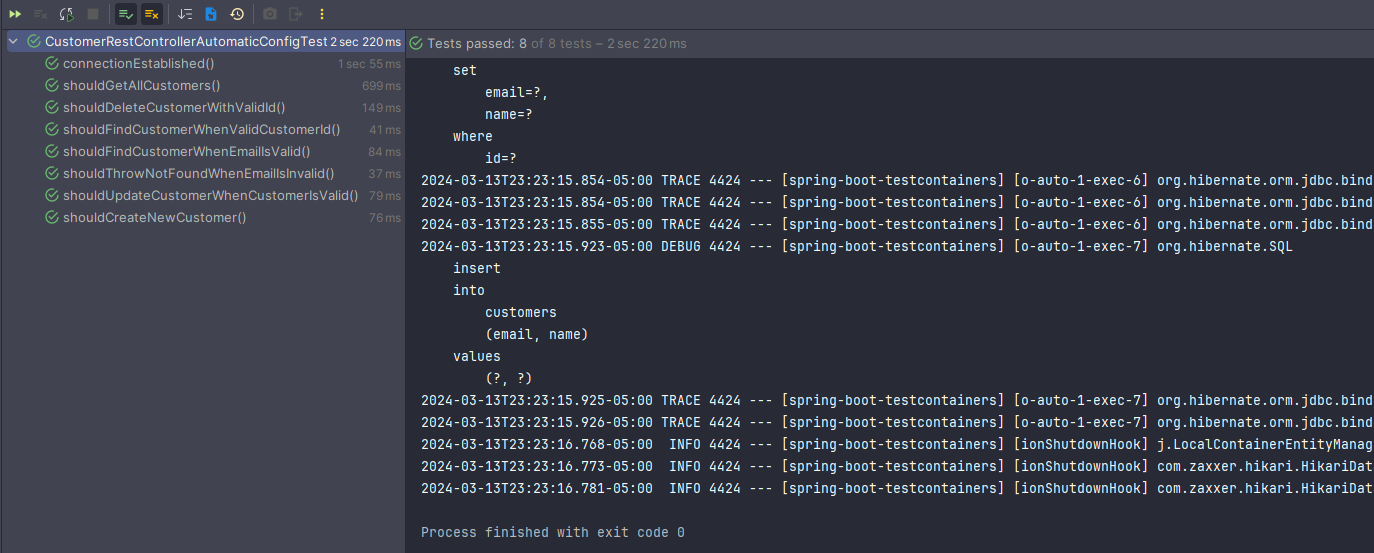 CustomerRestControllerAutomaticConfigTest 2 sec 220 ms
connectionEstablished() 1 sec 55 ms
shouldGetAllCustomers() 699 ms
shouldDeleteCustomerWithValidId() 149 ms
shouldFindCustomerWhenValidCustomerId() 41 ms
shouldFindCustomerWhenEmailIsValid() 84 ms
shouldThrowNotFoundWhenEmailIsInvalid() 37 ms
shouldUpdateCustomerWhenCustomerIsValid() 79 ms
shouldCreateNewCustomer() 76 ms
Tests passed: 8 of 8 tests – 2 sec 220 ms
set
email=?,
name=?
where
id=?
2024-03-13T23:23:15.854-05:00 TRACE 4424 --- [spring-boot-testcontainers] [o-auto-1-exec-6] org.hibernate.orm.jdbc.bind
2024-03-13T23:23:15.854-05:00 TRACE 4424 --- [spring-boot-testcontainers] [o-auto-1-exec-6] org.hibernate.orm.jdbc.bind
2024-03-13T23:23:15.855-05:00 TRACE 4424 --- [spring-boot-testcontainers] [o-auto-1-exec-6] org.hibernate.orm.jdbc.bind
2024-03-13T23:23:15.923-05:00 DEBUG 4424 --- [spring-boot-testcontainers] [o-auto-1-exec-7] org.hibernate.SQL
insert
into
customers
(email, name)
values
(?, ?)
2024-03-13T23:23:15.925-05:00 TRACE 4424 --- [spring-boot-testcontainers] [o-auto-1-exec-7] org.hibernate.orm.jdbc.bind
2024-03-13T23:23:15.926-05:00 TRACE 4424 --- [spring-boot-testcontainers] [o-auto-1-exec-7] org.hibernate.orm.jdbc.bind
2024-03-13T23:23:16.768-05:00  INFO 4424 --- [spring-boot-testcontainers] [ionShutdownHook] j.LocalContainerEntityManag
2024-03-13T23:23:16.773-05:00  INFO 4424 --- [spring-boot-testcontainers] [ionShutdownHook] com.zaxxer.hikari.HikariDat
2024-03-13T23:23:16.781-05:00  INFO 4424 --- [spring-boot-testcontainers] [ionShutdownHook] com.zaxxer.hikari.HikariDat
Process finished with exit code 0